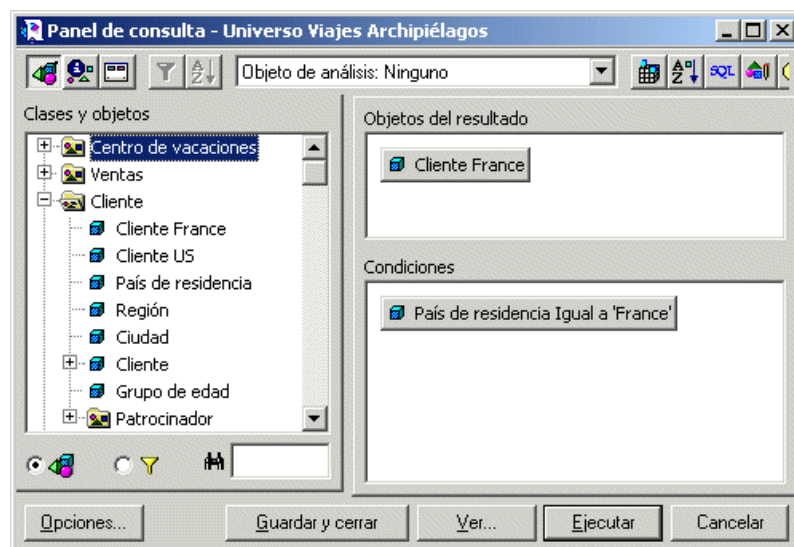 Panel de consulta - Universo Viajes Archipiélagos
Objeto de análisis: Ninguno
SQL
Clases y objetos
Centro de vacaciones
Ventas
Cliente
Cliente France
Cliente US
País de residencia
Región
Ciudad
Cliente
Grupo de edad
Patrocinador
Objetos del resultado
Cliente France
Condiciones
País de residencia Igual a 'France'
Opciones...
Guardar y cerrar
Ver...
Ejecutar
Cancelar